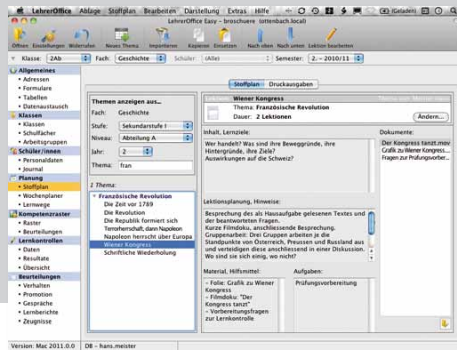 LehrerOffice Ablage Stoffplan Bearbeiten Darstellung Extras Hilfe
LehrerOffice Easy – broschuere (ottenbach.local)
Öffnen Einstellungen Widerrufen Neues Thema Importieren Kopieren Einsetzen Nach oben Nach unten Lektion bearbeiten
Klasse: 2Ab Fach: Geschichte Schüler (Alle) Semester: 2. – 2010/11
Allgemeines
• Adressen
• Formulare
• Tabellen
• Datenaustausch
Klassen
• Klassen
• Schulfächer
• Arbeitsgruppen
Schüler/innen
• Personaldaten
• Journal
Planung
• Stoffplan
• Wochenplaner
• Lernwege
Kompetenzraster
• Raster
• Beurteilungen
Lernkontrollen
• Daten
• Resultate
• Übersicht
Beurteilungen
• Verhalten
• Promotion
• Gespräche
• Lernberichte
• Zeugnisse
Stoffplan Druckausgaben
Themen anzeigen aus...
Fach: Geschichte
Stufe: Sekundarstufe I
Niveau: Abteilung A
Jahr: 2
Thema: fran
1 Thema:
Französische Revolution
Die Zeit vor 1789
Die Revolution
Die Republik formiert sich
Terrorherrschaft, dann Napoleon
Napoleon herrscht über Europa
Wiener Kongress
Schriftliche Wiederholung
Wiener Kongress
Thema: Französische Revolution
Dauer: 2 Lektionen
Ändern...
Inhalt, Lernziele:
Wer handelt? Was sind ihre Beweggründe, ihre
Hintergründe, ihre Ziele?
Auswirkungen auf die Schweiz?
Lektionsplanung, Hinweise:
Besprechung des als Hausaufgabe gelesenen Textes und
der beantworteten Fragen.
Kurze Filmdoku, anschliessende Besprechung.
Gruppenarbeit: Drei Gruppen arbeiten je die
Standpunkte von Österreich, Preussen und Russland aus
und verteidigen diese anschliessend in einer Diskussion.
Wo sind sie sich einig, wo nicht?
Material, Hilfsmittel:
– Folie: Grafik zu Wiener
Kongress
– Filmdoku: "Der
Kongress tanzt"
– Vorbereitungsfragen
zur Lernkontrolle
Aufgaben:
Prüfungsvorbereitung
Dokumente:
Der Kongress tanzt.mov
Grafik zu Wiener Kongress...
Fragen zur Prüfungsvorber...
Version: Mac 2011.0.0 DB – hans.meister